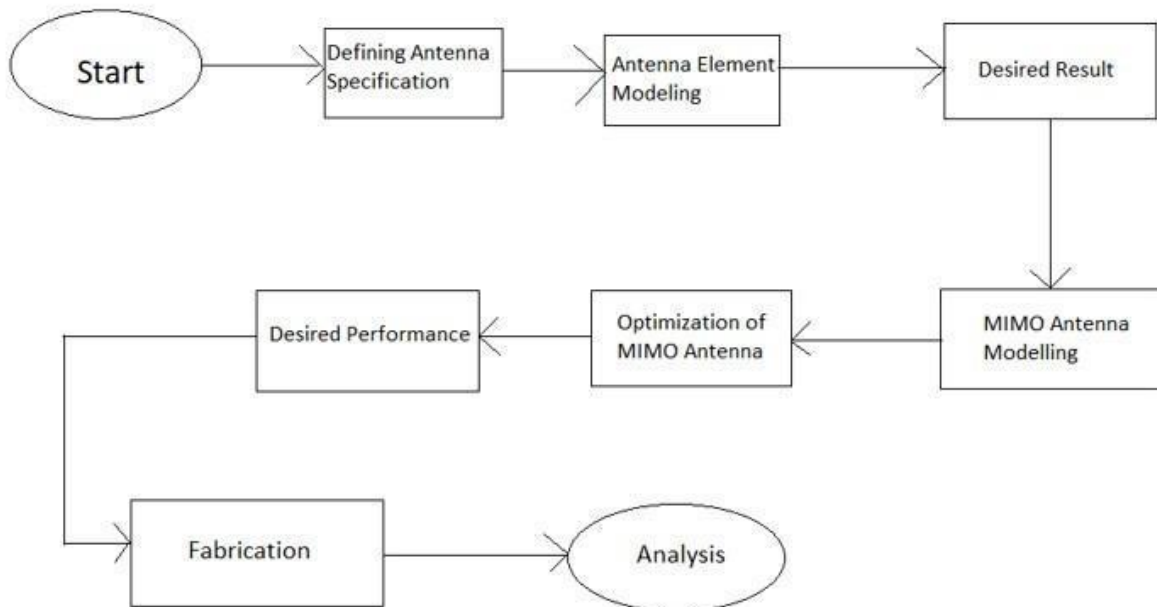 Start
Defining Antenna
Specification
Antenna Element
Modeling
Desired Result
MIMO Antenna
Modelling
Optimization of
MIMO Antenna
Desired Performance
Fabrication
Analysis